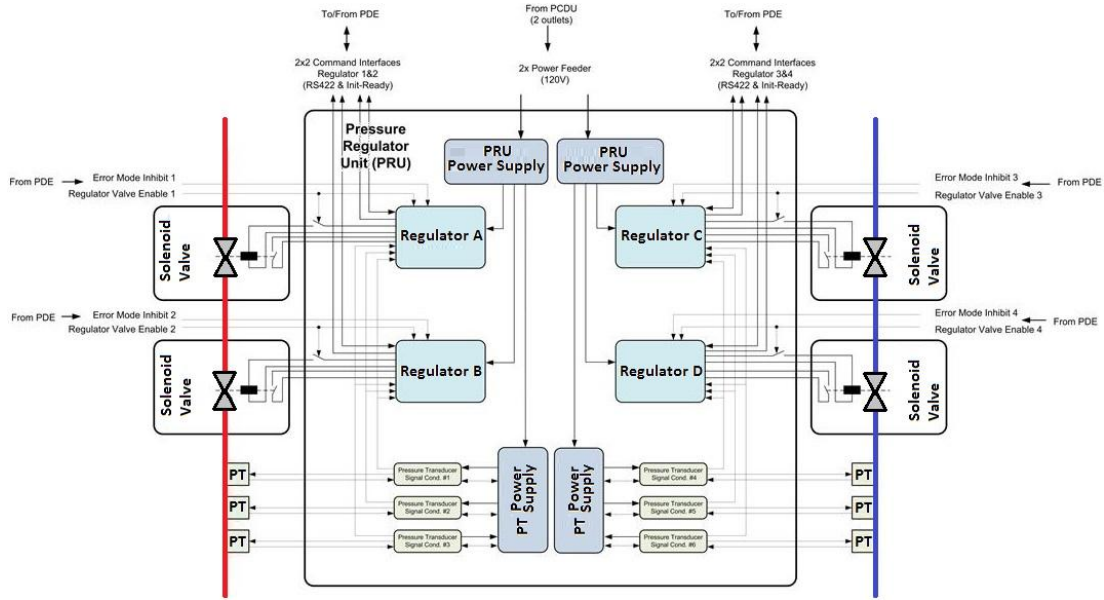 To/From PDE
From PCDU
(2 outlets)
To/From PDE
2x2 Command Interfaces
Regulator 1&2
(RS422 & Init-Ready)
2x Power Feeder
(120V)
2x2 Command Interfaces
Regulator 3&4
(RS422 & Init-Ready)
Pressure
Regulator
Unit (PRU)
PRU
Power Supply
PRU
Power Supply
From PDE
Error Mode Inhibit 1
Regulator Valve Enable 1
Error Mode Inhibit 3
Regulator Valve Enable 3
From PDE
Solenoid
Valve
Regulator A
Regulator C
Solenoid
Valve
From PDE
Error Mode Inhibit 2
Regulator Valve Enable 2
Error Mode Inhibit 4
Regulator Valve Enable 4
From PDE
Solenoid
Valve
Regulator B
Regulator D
Solenoid
Valve
PT
Pressure Transducer
Signal Cond. #1
PT Power
Supply
PT Power
Supply
Pressure Transducer
Signal Cond. #4
PT
PT
Pressure Transducer
Signal Cond. #2
Pressure Transducer
Signal Cond. #5
PT
PT
Pressure Transducer
Signal Cond. #3
Pressure Transducer
Signal Cond. #6
PT